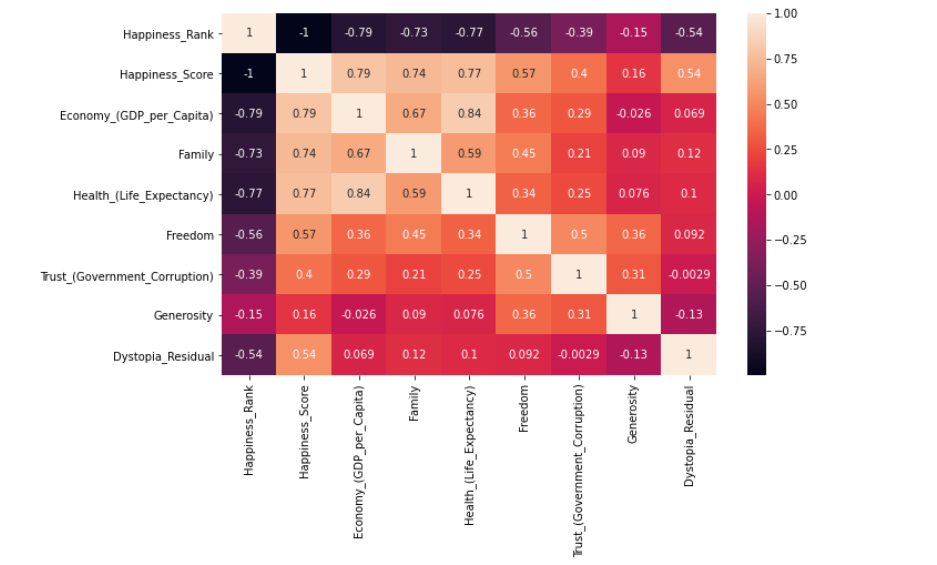 Happiness_Rank 1 -1 -0.79 -0.73 -0.77 -0.56 -0.39 -0.15 -0.54
Happiness_Score -1 1 0.79 0.74 0.77 0.57 0.4 0.16 0.54
Economy_(GDP_per_Capita) -0.79 0.79 1 0.67 0.84 0.36 0.29 -0.026 0.069
Family -0.73 0.74 0.67 1 0.59 0.45 0.21 0.09 0.12
Health_(Life_Expectancy) -0.77 0.77 0.84 0.59 1 0.34 0.25 0.076 0.1
Freedom -0.56 0.57 0.36 0.45 0.34 1 0.5 0.36 0.092
Trust_(Government_Corruption) -0.39 0.4 0.29 0.21 0.25 0.5 1 0.31 -0.0029
Generosity -0.15 0.16 -0.026 0.09 0.076 0.36 0.31 1 -0.13
Dystopia_Residual -0.54 0.54 0.069 0.12 0.1 0.092 -0.0029 -0.13 1
Happiness_Rank
Happiness_Score
Economy_(GDP_per_Capita)
Family
Health_(Life_Expectancy)
Freedom
Trust_(Government_Corruption)
Generosity
Dystopia_Residual
1.00
0.75
0.50
0.25
0.00
−0.25
−0.50
−0.75